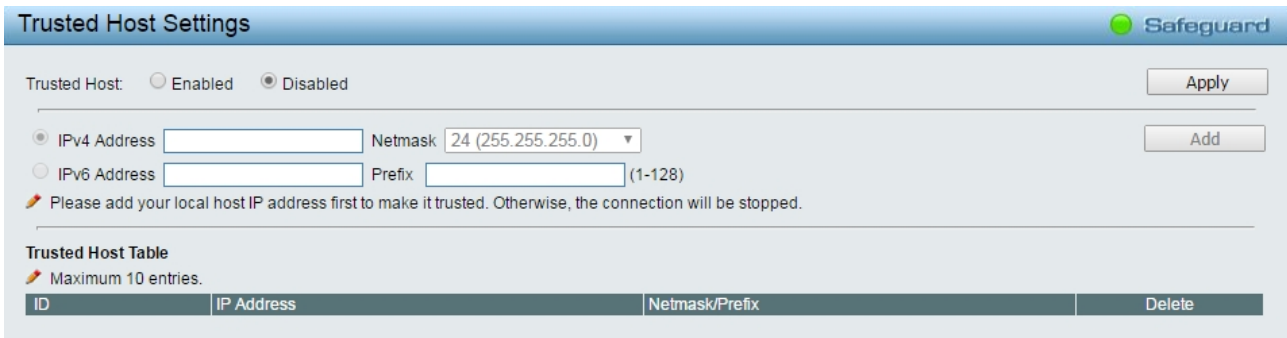 Trusted Host Settings
Safeguard
Trusted Host: Enabled Disabled Apply
IPv4 Address Netmask 24 (255.255.255.0) Add
IPv6 Address Prefix (1-128)
Please add your local host IP address first to make it trusted. Otherwise, the connection will be stopped.
Trusted Host Table
Maximum 10 entries.
ID IP Address Netmask/Prefix Delete